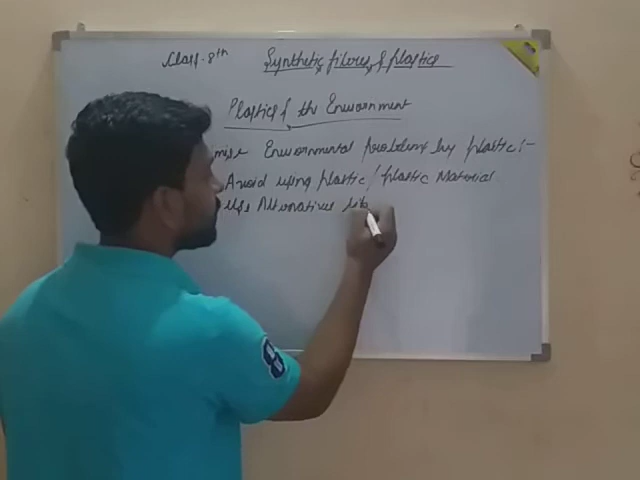 Class-8th Synthetic fibres & plastics
Plastics & the Environment
mise Environmental problems by plastic:-
Avoid using plastic/plastic Material
Use Alternatives